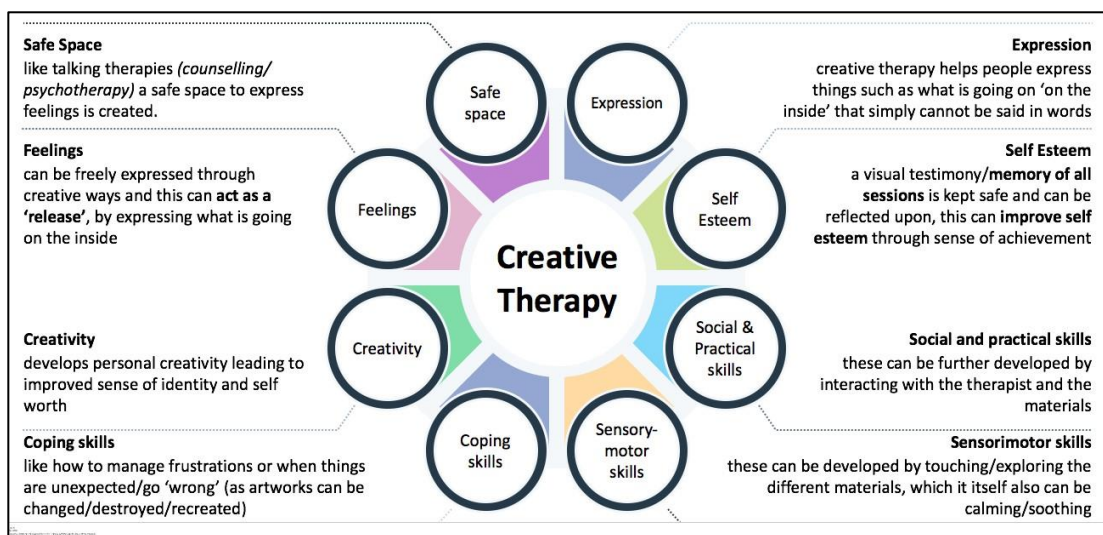 Safe Space
like talking therapies (counselling/
psychotherapy) a safe space to express
feelings is created.
Feelings
can be freely expressed through
creative ways and this can act as a
‘release’, by expressing what is going
on the inside
Creativity
develops personal creativity leading to
improved sense of identity and self
worth
Coping skills
like how to manage frustrations or when things
are unexpected/go ‘wrong’ (as artworks can be
changed/destroyed/recreated)
Safe
space
Expression
Feelings
Self
Esteem
Creative
Therapy
Creativity
Social &
Practical
skills
Coping
skills
Sensory-
motor
skills
Expression
creative therapy helps people express
things such as what is going on ‘on the
inside’ that simply cannot be said in words
Self Esteem
a visual testimony/memory of all
sessions is kept safe and can be
reflected upon, this can improve self
esteem through sense of achievement
Social and practical skills
these can be further developed by
interacting with the therapist and the
materials
Sensorimotor skills
these can be developed by touching/exploring the
different materials, which it itself also can be
calming/soothing